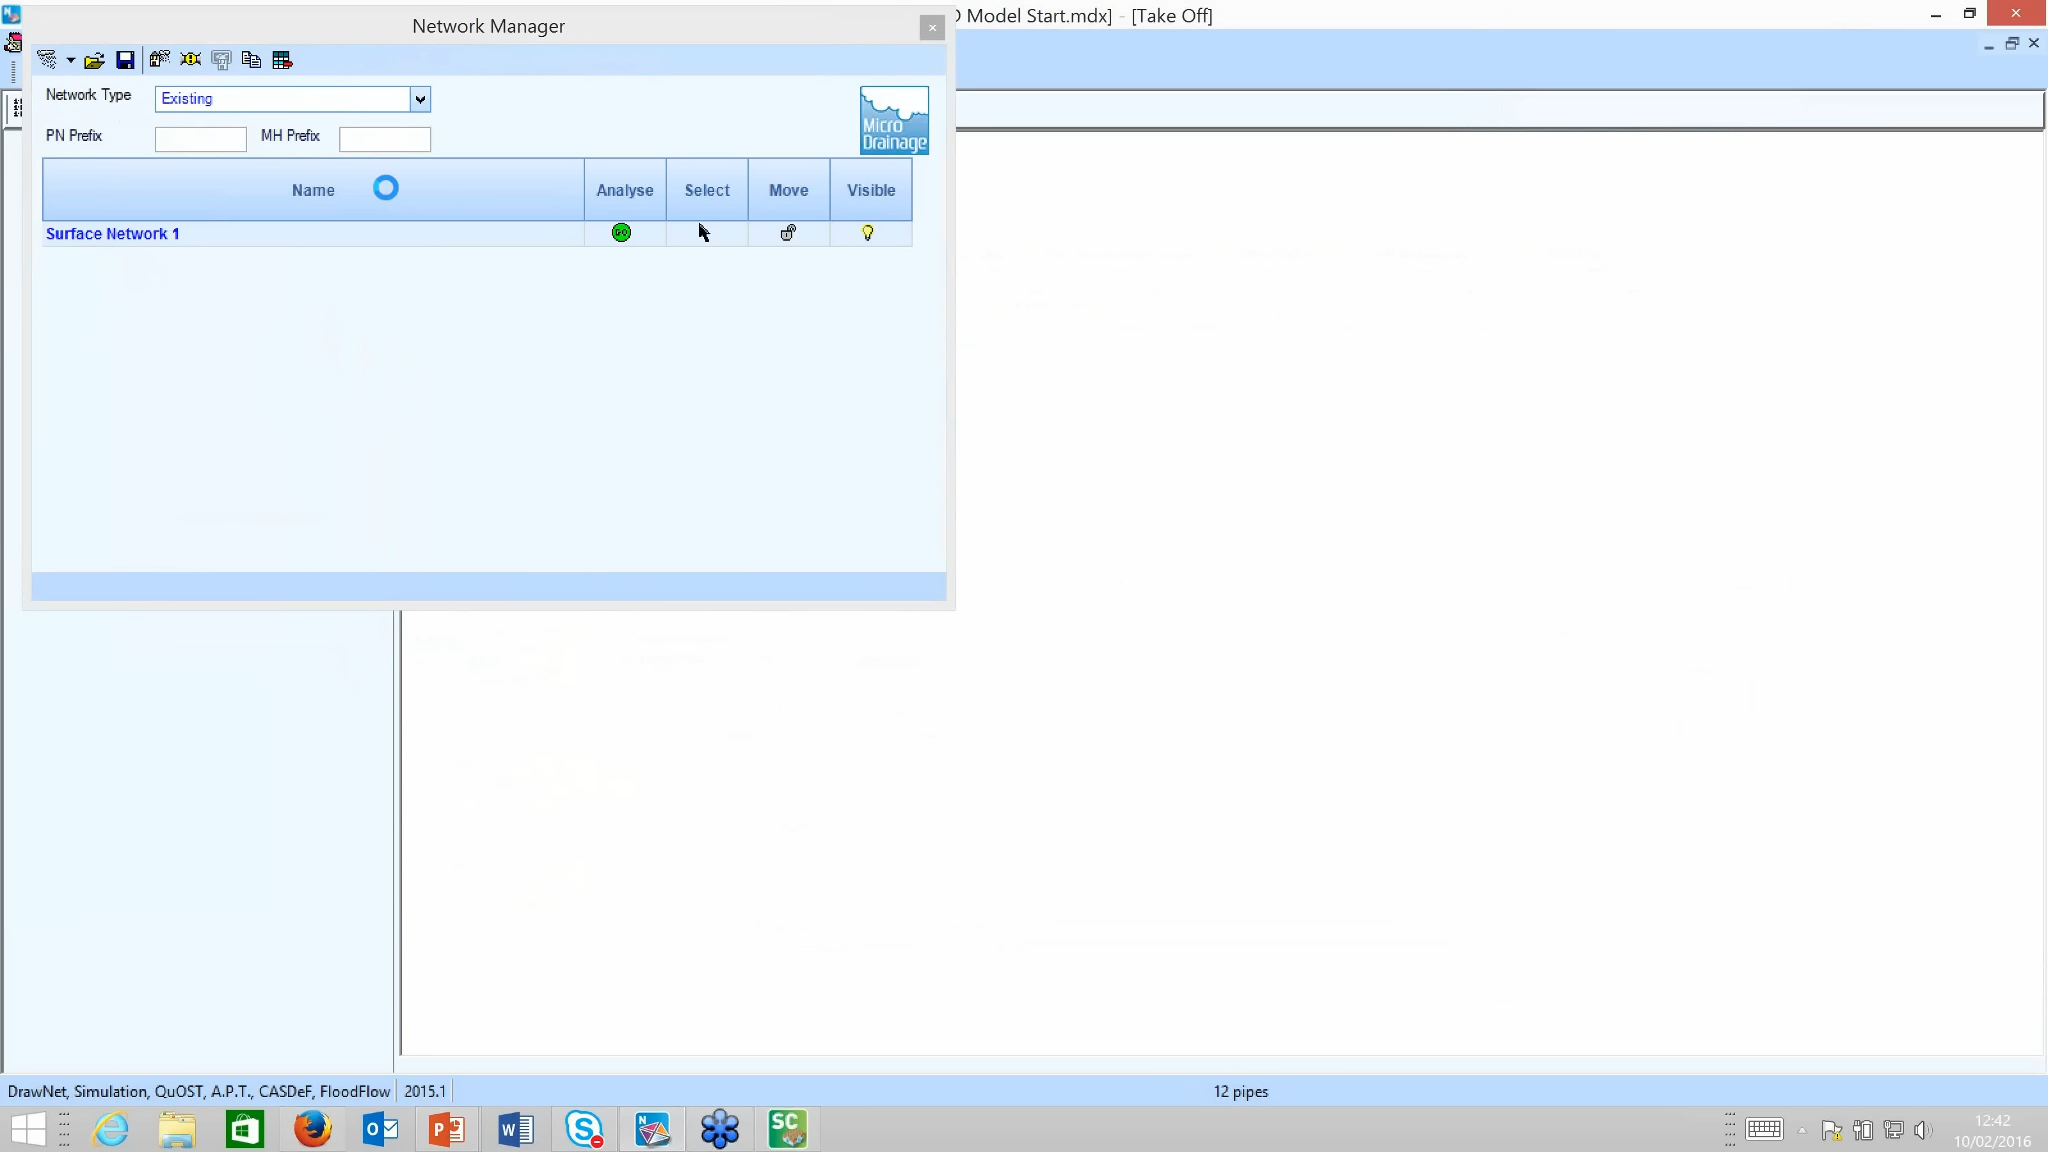 Network Manager
D Model Start.mdx] - [Take Off]
Network Type
Existing
PN Prefix
MH Prefix
Micro
Drainage
Name
Analyse
Select
Move
Visible
Surface Network 1
GO
DrawNet, Simulation, QuOST, A.P.T., CASDeF, FloodFlow
2015.1
12 pipes
SC
12:42
10/02/2016